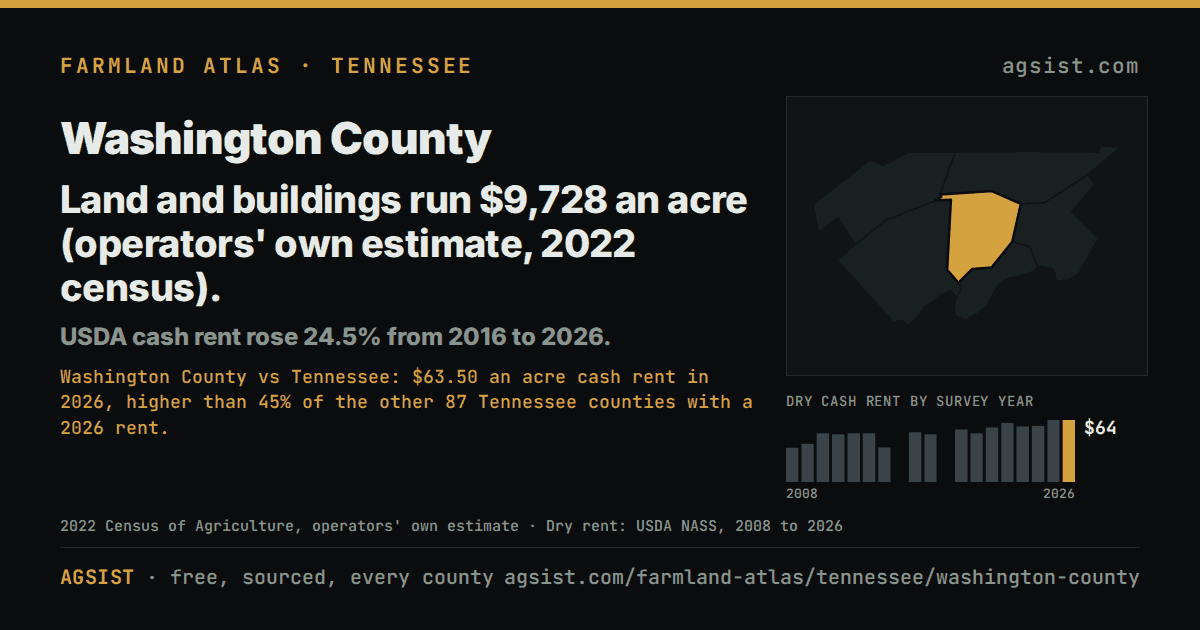 FARMLAND ATLAS · TENNESSEE
agsist.com
Washington County
Land and buildings run $9,728 an acre
(operators' own estimate, 2022
census).
USDA cash rent rose 24.5% from 2016 to 2026.
Washington County vs Tennessee: $63.50 an acre cash rent in
2026, higher than 45% of the other 87 Tennessee counties with a
2026 rent.
DRY CASH RENT BY SURVEY YEAR
$64
2008
2026
2022 Census of Agriculture, operators' own estimate · Dry rent: USDA NASS, 2008 to 2026
AGSIST · free, sourced, every county
agsist.com/farmland-atlas/tennessee/washington-county